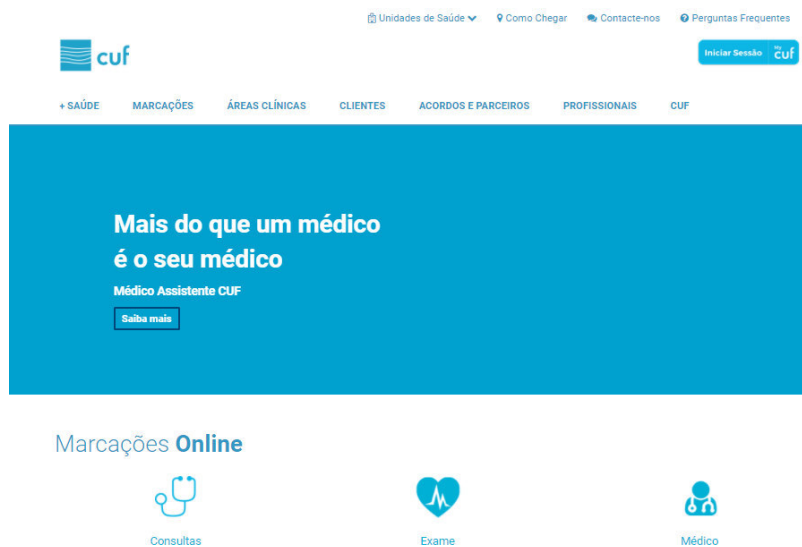 Unidades de Saúde
Como Chegar
Contacte-nos
Perguntas Frequentes
cuf
Iniciar Sessão
My
cuf
+ SAÚDE
MARCAÇÕES
ÁREAS CLÍNICAS
CLIENTES
ACORDOS E PARCEIROS
PROFISSIONAIS
CUF
Mais do que um médico
é o seu médico
Médico Assistente CUF
Saiba mais
Marcações Online
Consultas
Exame
Médico